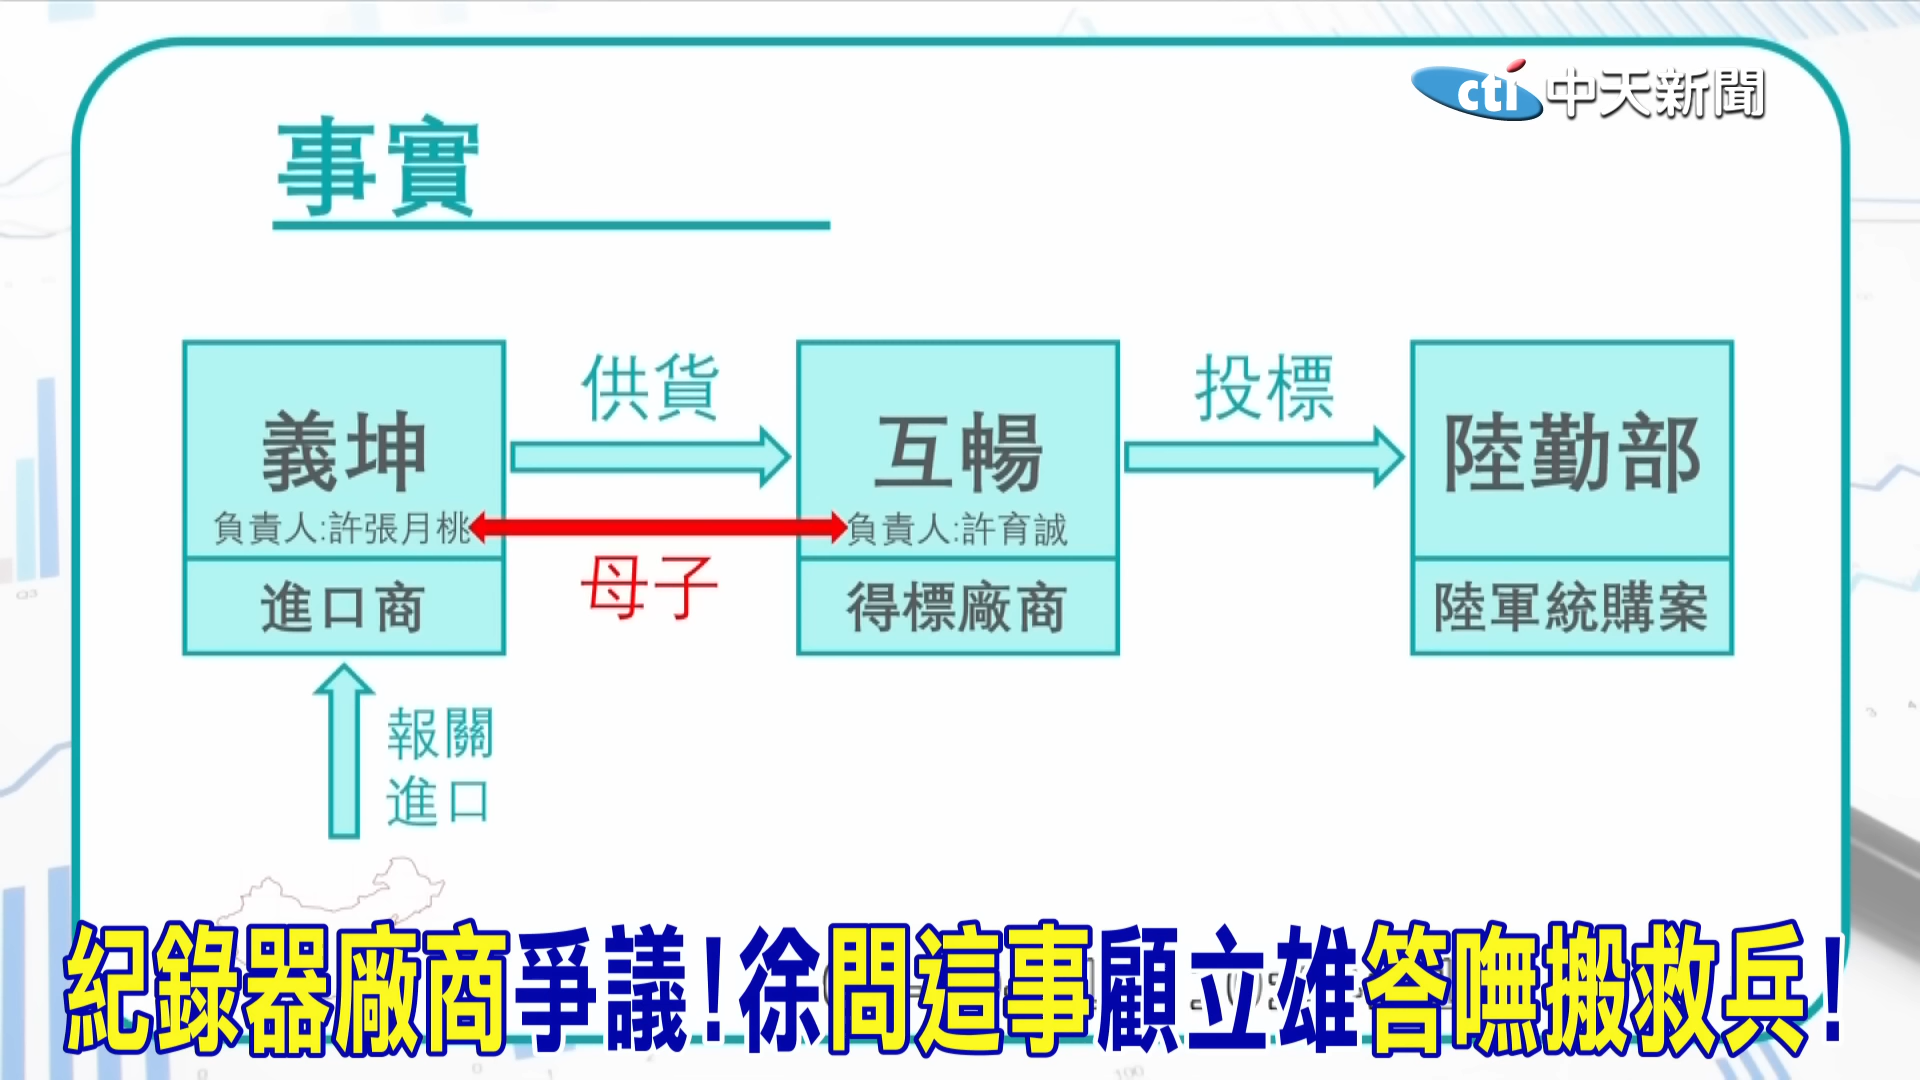 cti 中天新聞
事實
供貨
投標
義坤
負責人:許張月桃
進口商
母子
互暢
負責人:許育誠
得標廠商
陸勤部
陸軍統購案
報關
進口
紀錄器廠商爭議!徐問這事顧立雄答嘸搬救兵!